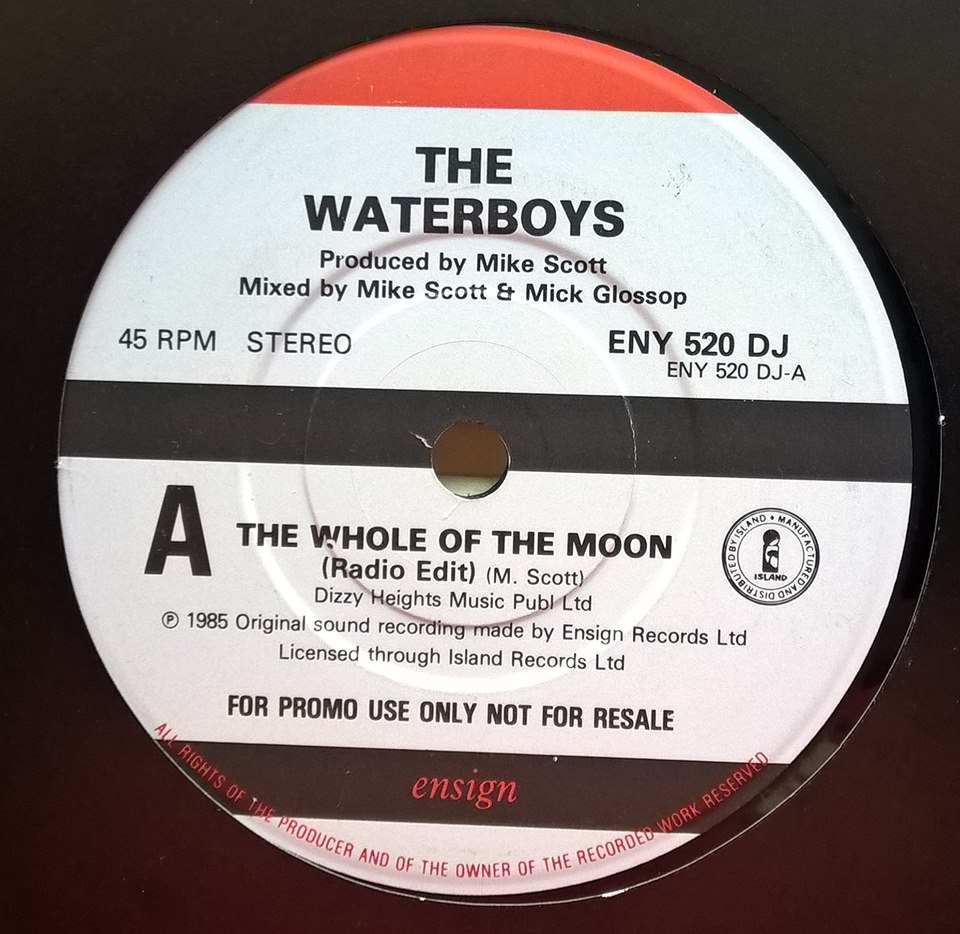 THE
WATERBOYS
Produced by Mike Scott
Mixed by Mike Scott & Mick Glossop
45 RPM STEREO
ENY 520 DJ
ENY 520 DJ-A
A
THE WHOLE OF THE MOON
(Radio Edit) (M. Scott)
Dizzy Heights Music Publ Ltd
℗ 1985 Original sound recording made by Ensign Records Ltd
Licensed through Island Records Ltd
MANUFACTURED AND DISTRIBUTED BY ISLAND •
ISLAND
FOR PROMO USE ONLY NOT FOR RESALE
ensign
ALL RIGHTS OF THE PRODUCER AND OF THE OWNER OF THE RECORDED WORK RESERVED